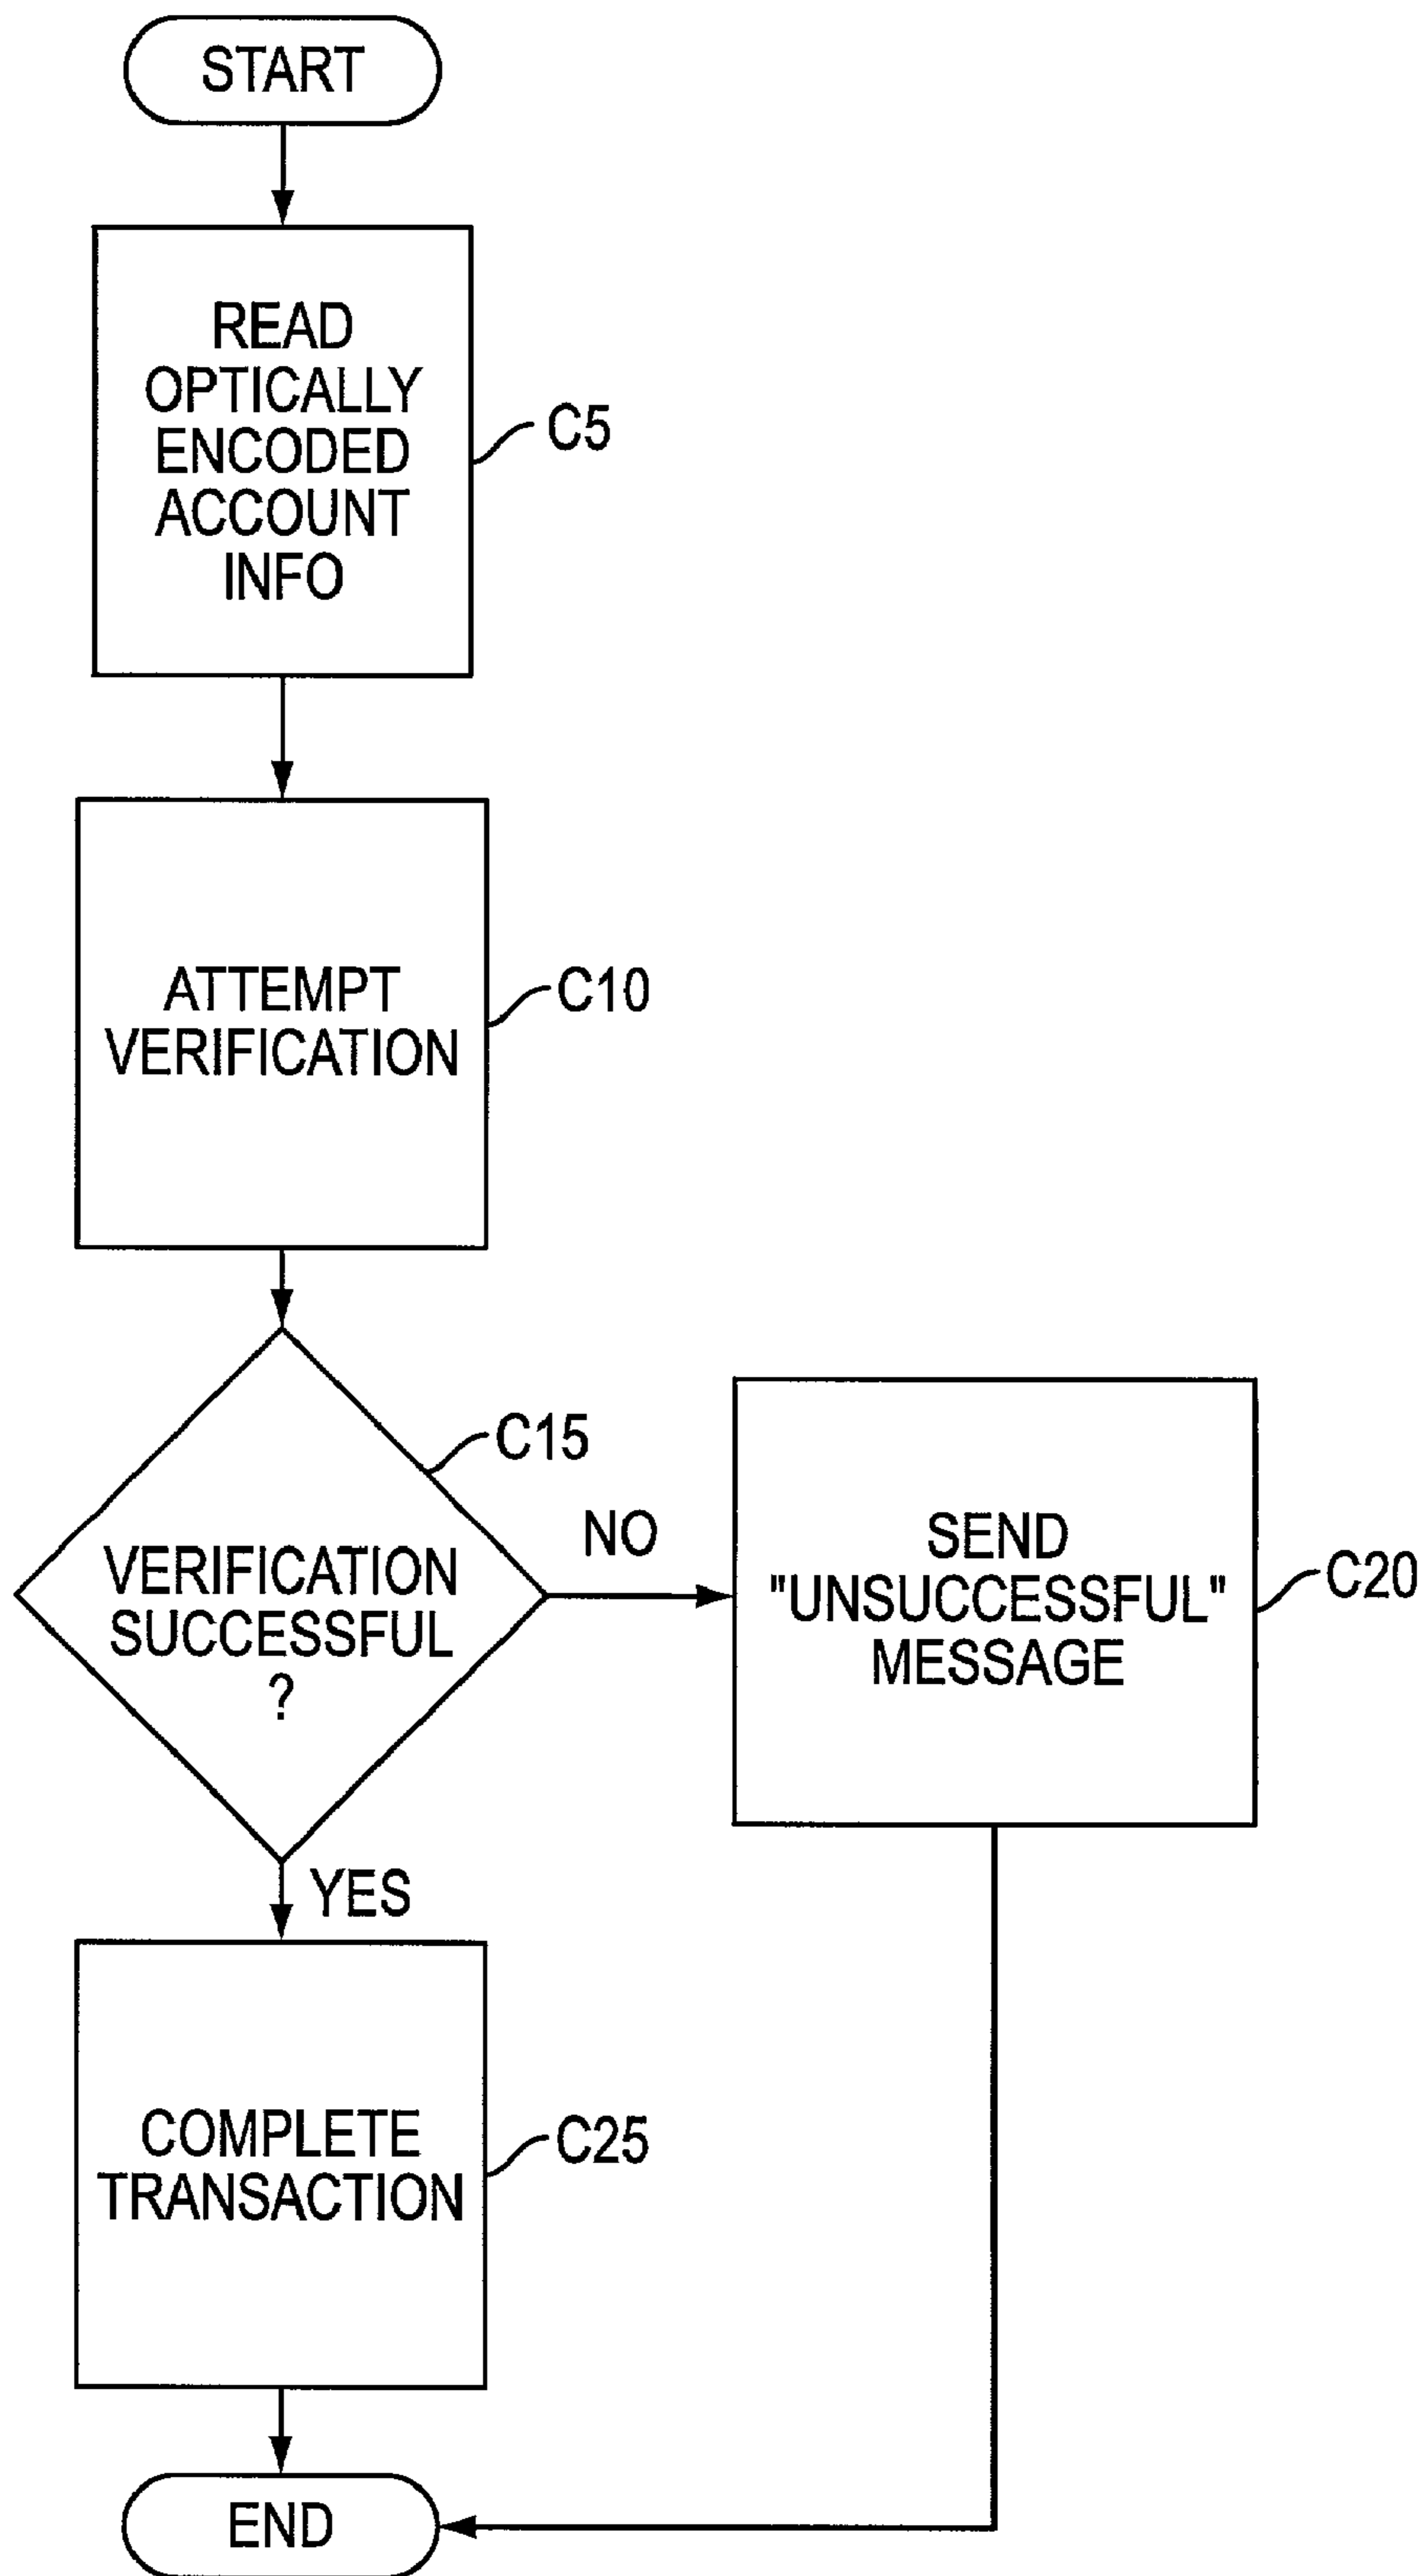 START
READ
OPTICALLY
ENCODED
ACCOUNT
INFO
C5
ATTEMPT
VERIFICATION
C10
C15
VERIFICATION
SUCCESSFUL
?
NO
SEND
"UNSUCCESSFUL"
MESSAGE
C20
YES
COMPLETE
TRANSACTION
C25
END